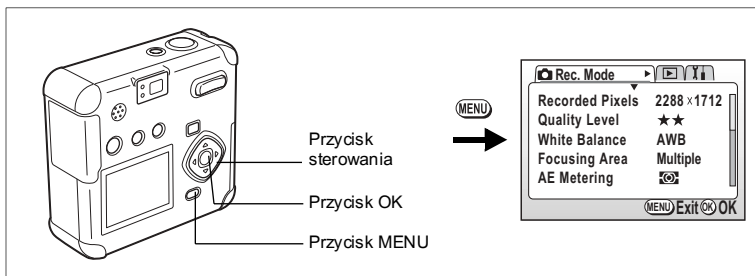 Przycisk
sterowania
Przycisk OK
Przycisk MENU
MENU
Rec. Mode
Recorded Pixels 2288 x 1712
Quality Level ★★
White Balance AWB
Focusing Area Multiple
AE Metering
MENU Exit OK OK